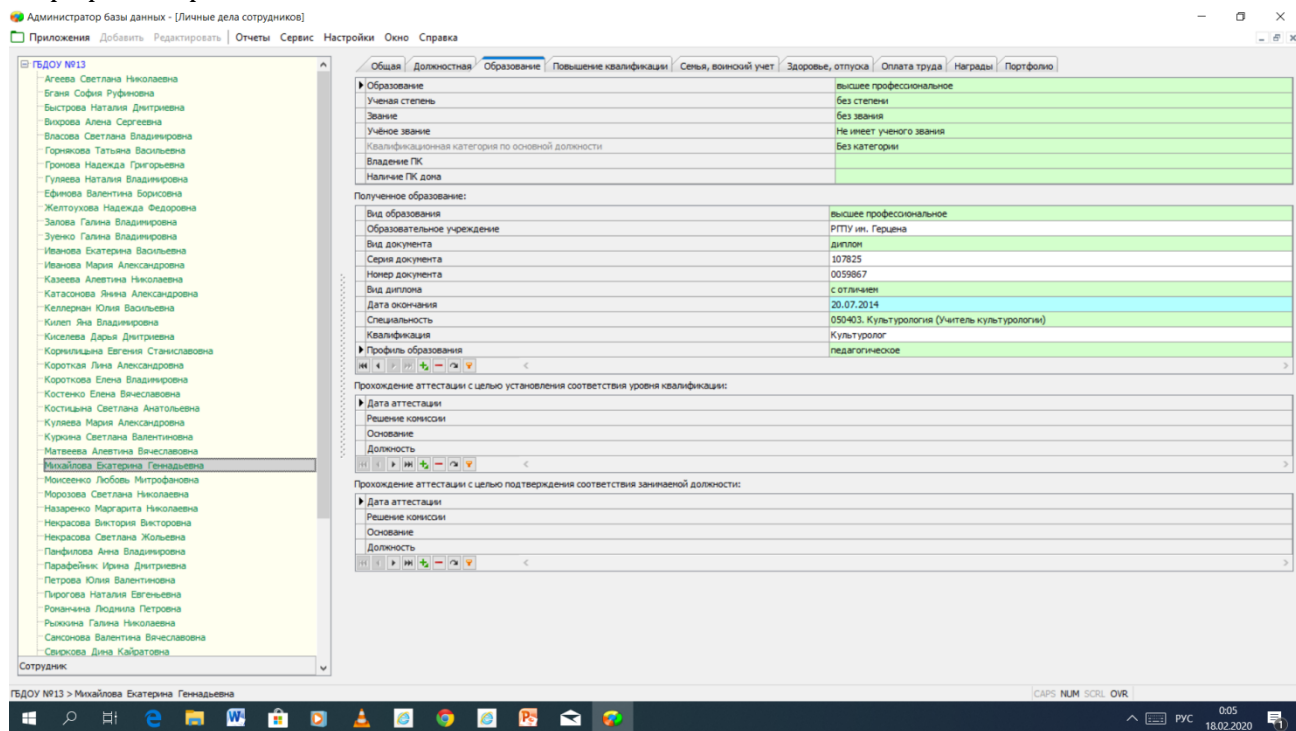 Администратор базы данных - [Личные дела сотрудников]
Приложения Добавить Редактировать Отчеты Сервис Настройки Окно Справка
ГБДОУ №13
Агеева Светлана Николаевна
Бганя София Руфиновна
Быстрова Наталия Дмитриевна
Вихрова Алена Сергеевна
Власова Светлана Владимировна
Горнякова Татьяна Васильевна
Громова Надежда Григорьевна
Гуляева Наталия Владимировна
Ефимова Валентина Борисовна
Желтоухова Надежда Федоровна
Залова Галина Владимировна
Зуенко Галина Владимировна
Иванова Екатерина Васильевна
Иванова Мария Александровна
Казеева Алевтина Николаевна
Катасонова Янина Александровна
Келлерман Юлия Васильевна
Килеп Яна Владимировна
Киселева Дарья Дмитриевна
Кормилицына Евгения Станиславовна
Короткая Лина Александровна
Короткова Елена Владимировна
Костенко Елена Вячеславовна
Костицына Светлана Анатольевна
Куляева Мария Александровна
Куркина Светлана Валентиновна
Матвеева Алевтина Вячеславовна
Михайлова Екатерина Геннадьевна
Моисеенко Любовь Митрофановна
Морозова Светлана Николаевна
Назаренко Маргарита Николаевна
Некрасова Виктория Викторовна
Некрасова Светлана Жольевна
Панфилова Анна Владимировна
Парафейник Ирина Дмитриевна
Петрова Юлия Валентиновна
Пирогова Наталия Евгеньевна
Романчина Людмила Петровна
Рыжкина Галина Николаевна
Самсонова Валентина Вячеславовна
Свиркова Дина Кайратовна
Сотрудник
Общая Должностная Образование Повышение квалификации Семья, воинский учет Здоровье, отпуска Оплата труда Награды Портфолио
Образование высшее профессиональное
Ученая степень без степени
Звание без звания
Учёное звание Не имеет ученого звания
Квалификационная категория по основной должности Без категории
Владение ПК
Наличие ПК дома
Полученное образование:
Вид образования высшее профессиональное
Образовательное учреждение РГПУ им. Герцена
Вид документа диплом
Серия документа 107825
Номер документа 0059867
Вид диплома с отличием
Дата окончания 20.07.2014
Специальность 050403. Культурология (Учитель культурологии)
Квалификация Культуролог
Профиль образования педагогическое
Прохождение аттестации с целью установления соответствия уровня квалификации:
Дата аттестации
Решение комиссии
Основание
Должность
Прохождение аттестации с целью подтверждения соответствия занимаемой должности:
Дата аттестации
Решение комиссии
Основание
Должность
ГБДОУ №13 > Михайлова Екатерина Геннадьевна
CAPS NUM SCRL OVR
РУС
0:05
18.02.2020